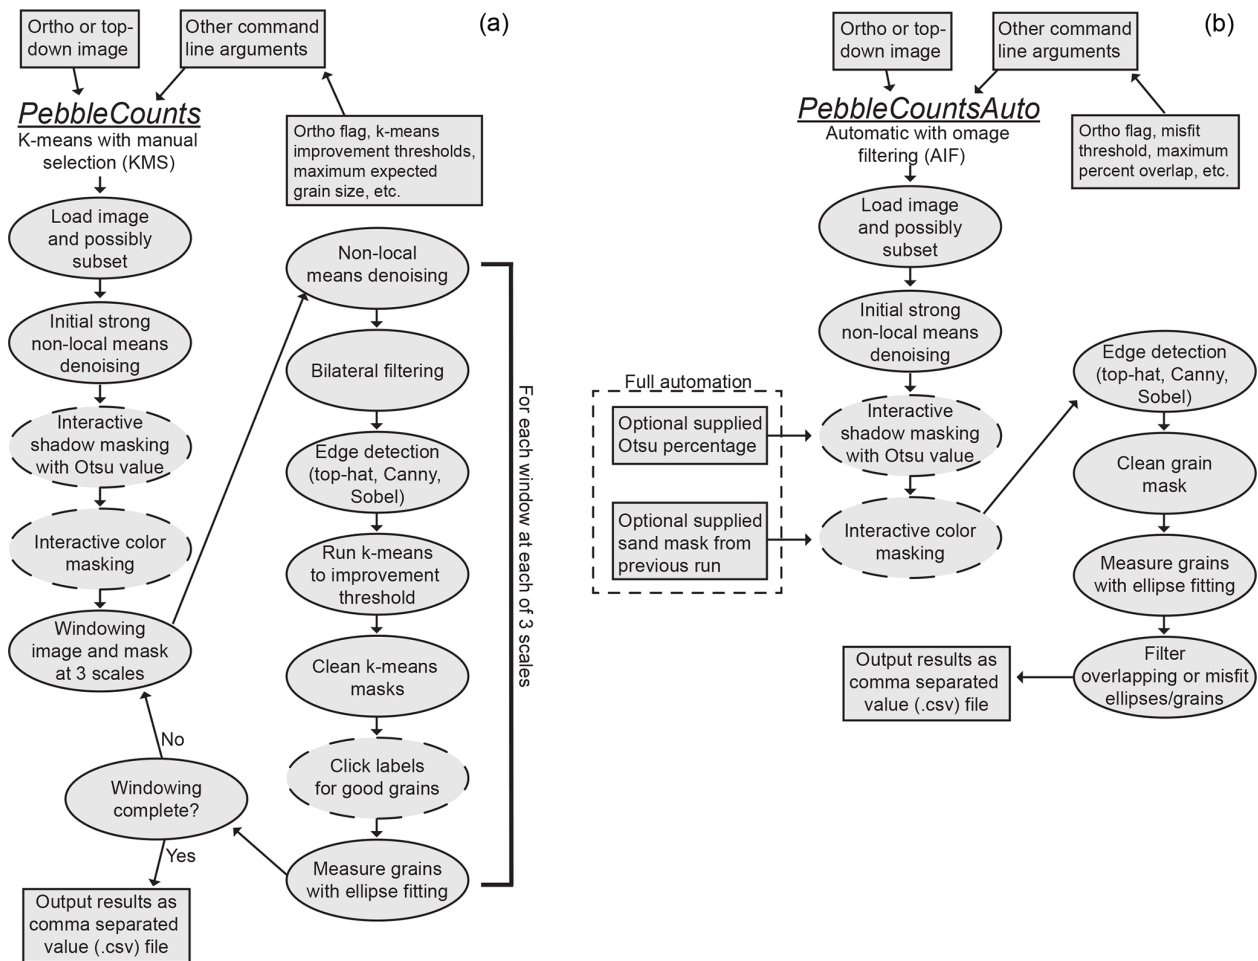 (a)
Ortho or top-
down image
Other command
line arguments
PebbleCounts
K-means with manual
selection (KMS)
Ortho flag, k-means
improvement thresholds,
maximum expected
grain size, etc.
Load image
and possibly
subset
Initial strong
non-local means
denoising
Interactive
shadow masking
with Otsu value
Interactive color
masking
Windowing
image and mask
at 3 scales
No
Windowing
complete?
Yes
Output results as
comma separated
value (.csv) file
Non-local
means denoising
Bilateral filtering
Edge detection
(top-hat, Canny,
Sobel)
Run k-means
to improvement
threshold
Clean k-means
masks
Click labels
for good grains
Measure grains
with ellipse fitting
For each window at each of 3 scales
(b)
Ortho or top-
down image
Other command
line arguments
PebbleCountsAuto
Automatic with omage
filtering (AIF)
Ortho flag, misfit
threshold, maximum
percent overlap, etc.
Load image
and possibly
subset
Initial strong
non-local means
denoising
Full automation
Optional supplied
Otsu percentage
Optional supplied
sand mask from
previous run
Interactive
shadow masking
with Otsu value
Interactive color
masking
Edge detection
(top-hat, Canny,
Sobel)
Clean grain
mask
Measure grains
with ellipse fitting
Filter
overlapping or misfit
ellipses/grains
Output results as
comma separated
value (.csv) file